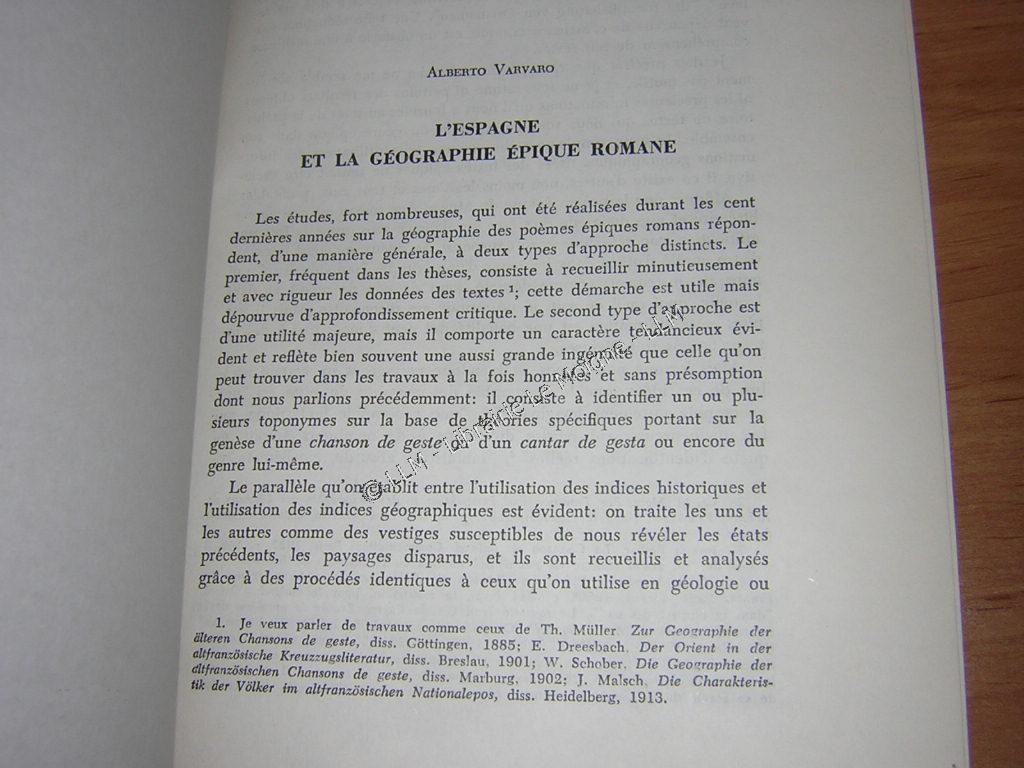 ALBERTO VARVARO
L'ESPAGNE
ET LA GÉOGRAPHIE ÉPIQUE ROMANE
Les études, fort nombreuses, qui ont été réalisées durant les cent
dernières années sur la géographie des poèmes épiques romans répon-
dent, d'une manière générale, à deux types d'approche distincts. Le
premier, fréquent dans les thèses, consiste à recueillir minutieusement
et avec rigueur les données des textes¹; cette démarche est utile mais
dépourvue d'approfondissement critique. Le second type d'approche est
d'une utilité majeure, mais il comporte un caractère tendancieux évi-
dent et reflète bien souvent une aussi grande ingénuité que celle qu'on
peut trouver dans les travaux à la fois honnêtes et sans présomption
dont nous parlions précédemment: il consiste à identifier un ou plu-
sieurs toponymes sur la base de théories spécifiques portant sur la
genèse d'une chanson de geste ou d'un cantar de gesta ou encore du
genre lui-même.
Le parallèle qu'on établit entre l'utilisation des indices historiques et
l'utilisation des indices géographiques est évident: on traite les uns et
les autres comme des vestiges susceptibles de nous révéler les états
précédents, les paysages disparus, et ils sont recueillis et analysés
grâce à des procédés identiques à ceux qu'on utilise en géologie ou
1. Je veux parler de travaux comme ceux de Th. Müller Zur Geographie der
älteren Chansons de geste, diss. Göttingen, 1885; E. Dreesbach, Der Orient in der
altfranzösische Kreuzzugsliteratur, diss. Breslau, 1901; W. Schober, Die Geographie der
altfranzösischen Chansons de geste, diss. Marburg, 1902; J. Malsch, Die Charakteris-
tik der Völker im altfranzösischen Nationalepos, diss. Heidelberg, 1913.
© LLM - Librairie Le Moigne - LLM